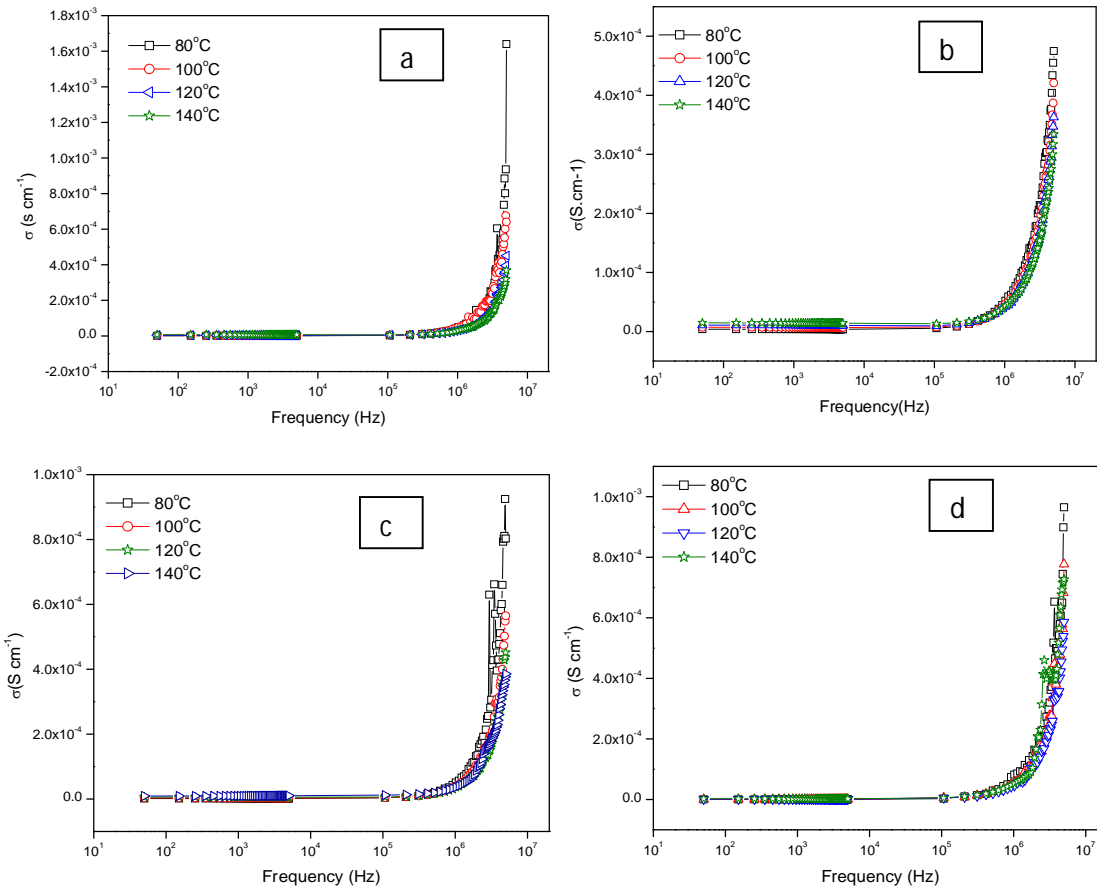 1.8x10⁻³
1.6x10⁻³
1.4x10⁻³
1.2x10⁻³
1.0x10⁻³
8.0x10⁻⁴
6.0x10⁻⁴
4.0x10⁻⁴
2.0x10⁻⁴
0.0
-2.0x10⁻⁴
σ (s cm⁻¹)
80°C
100°C
120°C
140°C
a
10¹ 10² 10³ 10⁴ 10⁵ 10⁶ 10⁷
Frequency (Hz)
5.0x10⁻⁴
4.0x10⁻⁴
3.0x10⁻⁴
2.0x10⁻⁴
1.0x10⁻⁴
0.0
σ(S.cm-1)
80°C
100°C
120°C
140°C
b
10¹ 10² 10³ 10⁴ 10⁵ 10⁶ 10⁷
Frequency(Hz)
1.0x10⁻³
8.0x10⁻⁴
6.0x10⁻⁴
4.0x10⁻⁴
2.0x10⁻⁴
0.0
σ(S cm⁻¹)
80°C
100°C
120°C
140°C
c
10¹ 10² 10³ 10⁴ 10⁵ 10⁶ 10⁷
Frequency (Hz)
1.0x10⁻³
8.0x10⁻⁴
6.0x10⁻⁴
4.0x10⁻⁴
2.0x10⁻⁴
0.0
σ (S cm⁻¹)
80°C
100°C
120°C
140°C
d
10¹ 10² 10³ 10⁴ 10⁵ 10⁶ 10⁷
Frequency (Hz)